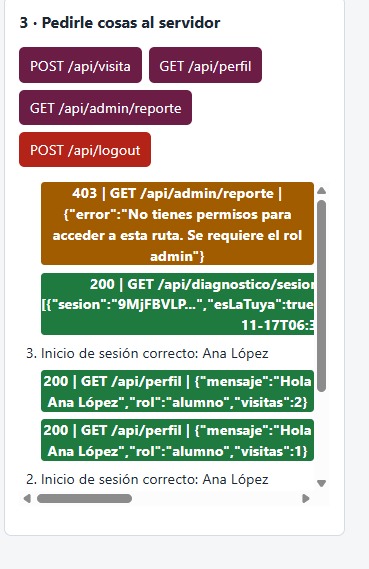 3 · Pedirle cosas al servidor
POST /api/visita
GET /api/perfil
GET /api/admin/reporte
POST /api/logout
403 | GET /api/admin/reporte |
{"error":"No tienes permisos para
acceder a esta ruta. Se requiere el rol
admin"}
200 | GET /api/diagnostico/sesion
[{"sesion":"9MjFBVLP...","esLaTuya":true
11-17T06:3
3. Inicio de sesión correcto: Ana López
200 | GET /api/perfil | {"mensaje":"Hola
Ana López","rol":"alumno","visitas":2}
200 | GET /api/perfil | {"mensaje":"Hola
Ana López","rol":"alumno","visitas":1}
2. Inicio de sesión correcto: Ana López